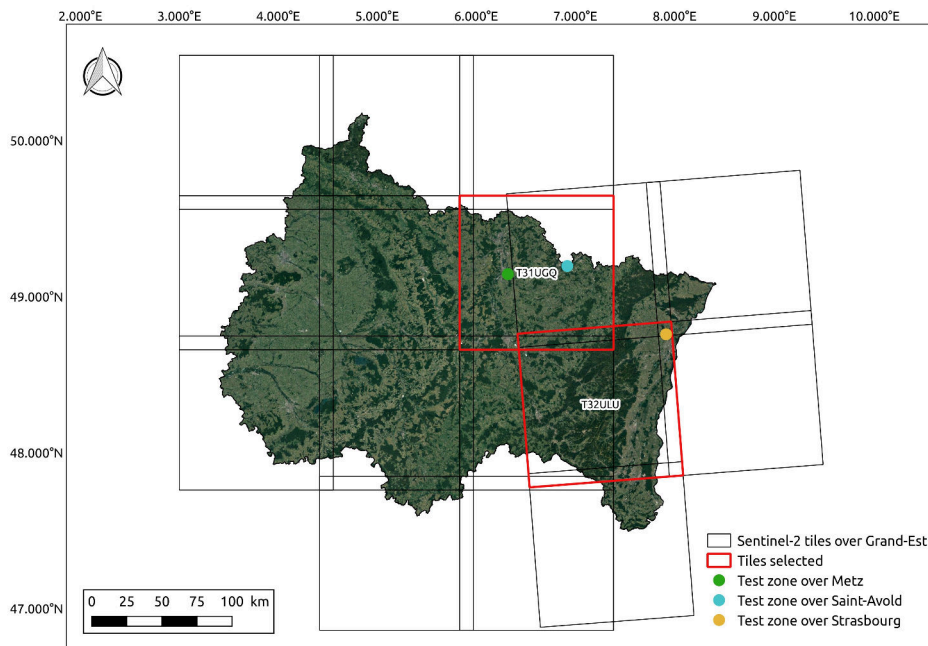 2.000°E 3.000°E 4.000°E 5.000°E 6.000°E 7.000°E 8.000°E 9.000°E 10.000°E
50.000°N
49.000°N
48.000°N
47.000°N
T31UGQ
T32ULU
0 25 50 75 100 km
Sentinel-2 tiles over Grand-Est
Tiles selected
Test zone over Metz
Test zone over Saint-Avold
Test zone over Strasbourg